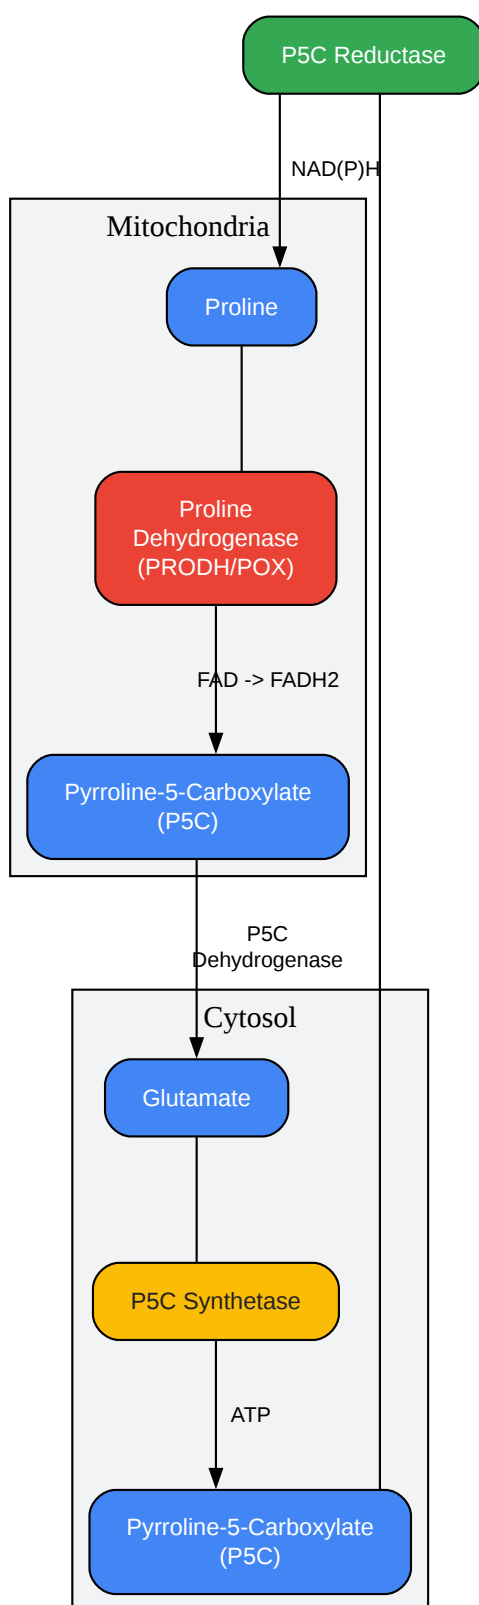 P5C Reductase
NAD(P)H
Mitochondria
Proline
Proline
Dehydrogenase
(PRODH/POX)
FAD -> FADH2
Pyrroline-5-Carboxylate
(P5C)
P5C
Dehydrogenase
Cytosol
Glutamate
P5C Synthetase
ATP
Pyrroline-5-Carboxylate
(P5C)